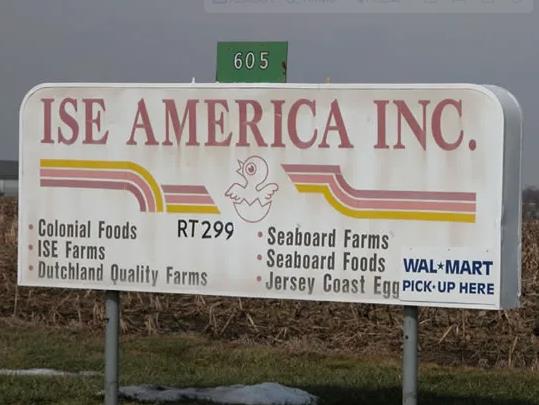 605
ISE AMERICA INC.
• Colonial Foods
• ISE Farms
• Dutchland Quality Farms
RT299
• Seaboard Farms
• Seaboard Foods
• Jersey Coast Egg
WAL★MART
PICK-UP HERE